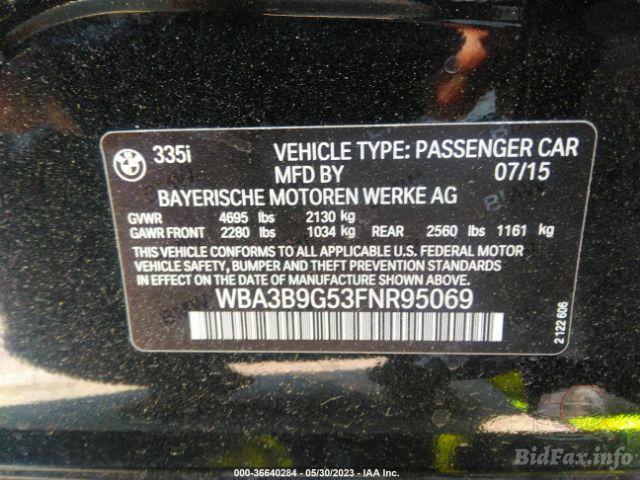 BMW
335i VEHICLE TYPE: PASSENGER CAR
MFD BY 07/15
BAYERISCHE MOTOREN WERKE AG
GVWR 4695 lbs 2130 kg
GAWR FRONT 2280 lbs 1034 kg REAR 2560 lbs 1161 kg
THIS VEHICLE CONFORMS TO ALL APPLICABLE U.S. FEDERAL MOTOR
VEHICLE SAFETY, BUMPER AND THEFT PREVENTION STANDARDS
IN EFFECT ON THE DATE OF MANUFACTURE SHOWN ABOVE.
WBA3B9G53FNR95069
2 122 606
BidFax.info
000-36640284 - 05/30/2023 - IAA Inc.